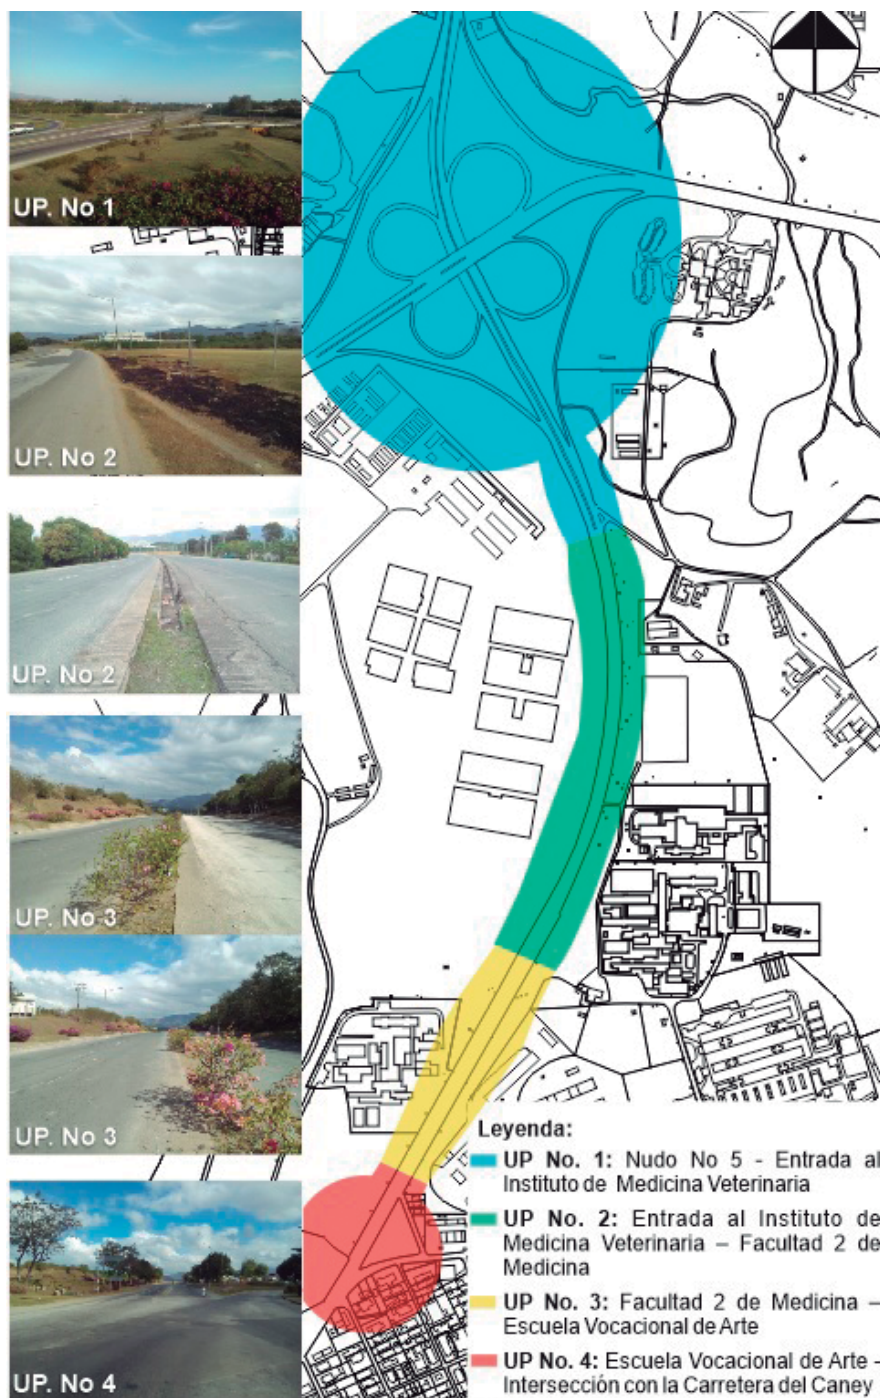 UP. No 1
UP. No 2
UP. No 2
UP. No 3
UP. No 3
UP. No 4
Leyenda:
UP No. 1: Nudo No 5 - Entrada al
Instituto de Medicina Veterinaria
UP No. 2: Entrada al Instituto de
Medicina Veterinaria – Facultad 2 de
Medicina
UP No. 3: Facultad 2 de Medicina –
Escuela Vocacional de Arte
UP No. 4: Escuela Vocacional de Arte -
Intersección con la Carretera del Caney